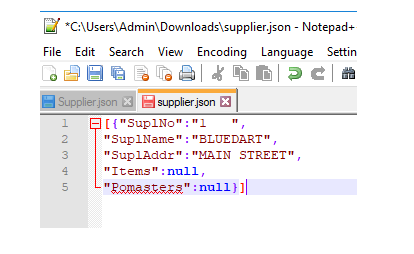 *C:\Users\Admin\Downloads\supplier.json - Notepad+
File Edit Search View Encoding Language Settin
Supplier.json supplier.json
1 [{"SuplNo":"1   ",
2 "SuplName":"BLUEDART",
3 "SuplAddr":"MAIN STREET",
4 "Items":null,
5 "Pomasters":null}]